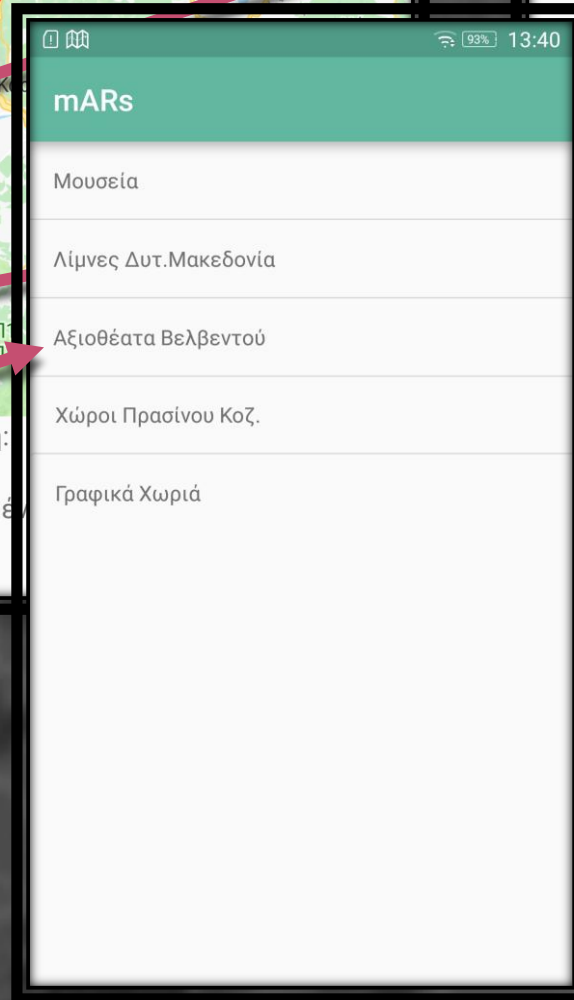 93% 13:40
mARs
Μουσεία
Λίμνες Δυτ.Μακεδονία
Αξιοθέατα Βελβεντού
Χώροι Πρασίνου Κοζ.
Γραφικά Χωριά